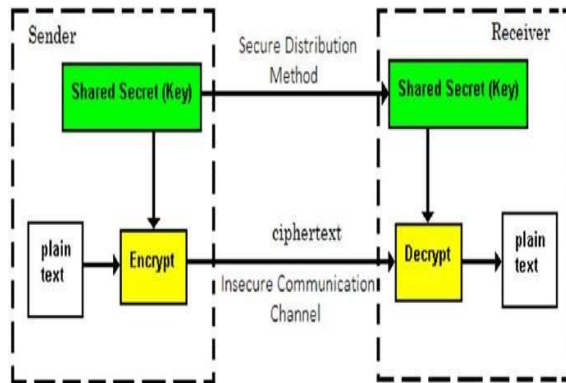 Sender
Receiver
Secure Distribution
Method
Shared Secret (Key)
Shared Secret (Key)
plain
text
Encrypt
ciphertext
Insecure Communication
Channel
Decrypt
plain
text